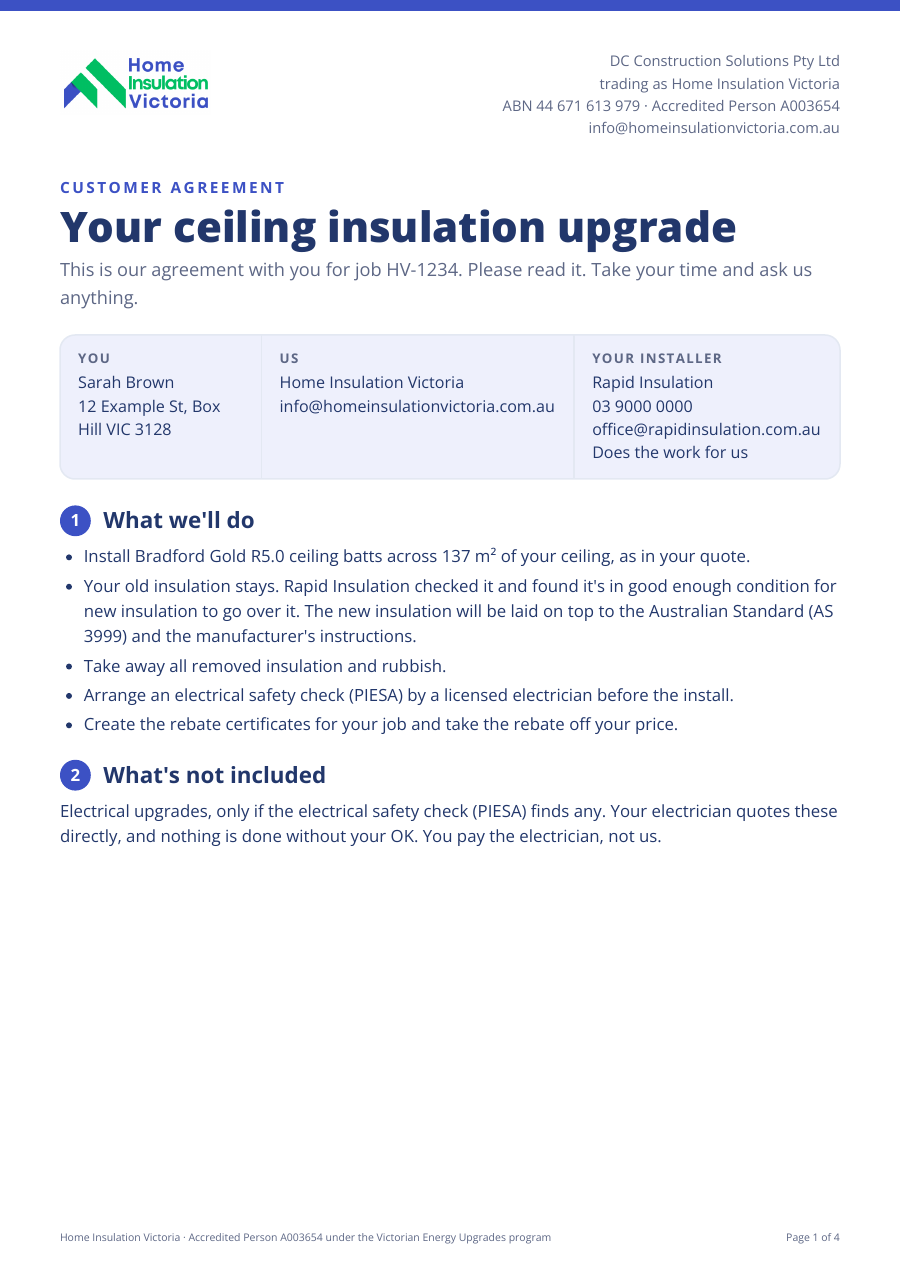 Home
Insulation
Victoria
DC Construction Solutions Pty Ltd
trading as Home Insulation Victoria
ABN 44 671 613 979 · Accredited Person A003654
info@homeinsulationvictoria.com.au
CUSTOMER AGREEMENT
Your ceiling insulation upgrade
This is our agreement with you for job HV-1234. Please read it. Take your time and ask us
anything.
YOU
Sarah Brown
12 Example St, Box
Hill VIC 3128
US
Home Insulation Victoria
info@homeinsulationvictoria.com.au
YOUR INSTALLER
Rapid Insulation
03 9000 0000
office@rapidinsulation.com.au
Does the work for us
1 What we'll do
• Install Bradford Gold R5.0 ceiling batts across 137 m² of your ceiling, as in your quote.
• Your old insulation stays. Rapid Insulation checked it and found it's in good enough condition for
new insulation to go over it. The new insulation will be laid on top to the Australian Standard (AS
3999) and the manufacturer's instructions.
• Take away all removed insulation and rubbish.
• Arrange an electrical safety check (PIESA) by a licensed electrician before the install.
• Create the rebate certificates for your job and take the rebate off your price.
2 What's not included
Electrical upgrades, only if the electrical safety check (PIESA) finds any. Your electrician quotes these
directly, and nothing is done without your OK. You pay the electrician, not us.
Home Insulation Victoria · Accredited Person A003654 under the Victorian Energy Upgrades program
Page 1 of 4